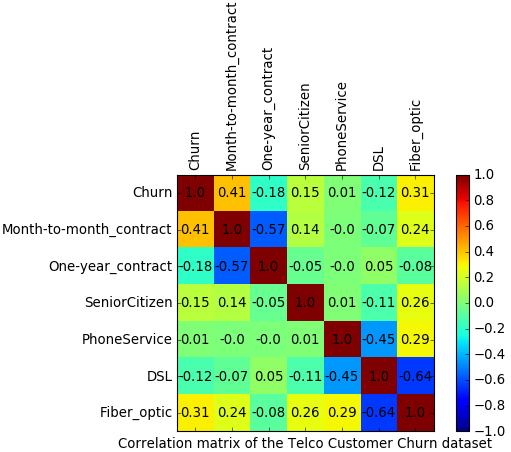 Churn
Month-to-month_contract
One-year_contract
SeniorCitizen
PhoneService
DSL
Fiber_optic
Churn 1.0 0.41 -0.18 0.15 0.01 -0.12 0.31
Month-to-month_contract 0.41 1.0 -0.57 0.14 -0.0 -0.07 0.24
One-year_contract -0.18 -0.57 1.0 -0.05 -0.0 0.05 -0.08
SeniorCitizen 0.15 0.14 -0.05 1.0 0.01 -0.11 0.26
PhoneService 0.01 -0.0 -0.0 0.01 1.0 -0.45 0.29
DSL -0.12 -0.07 0.05 -0.11 -0.45 1.0 -0.64
Fiber_optic 0.31 0.24 -0.08 0.26 0.29 -0.64 1.0
1.0
0.8
0.6
0.4
0.2
0.0
−0.2
−0.4
−0.6
−0.8
−1.0
Correlation matrix of the Telco Customer Churn dataset